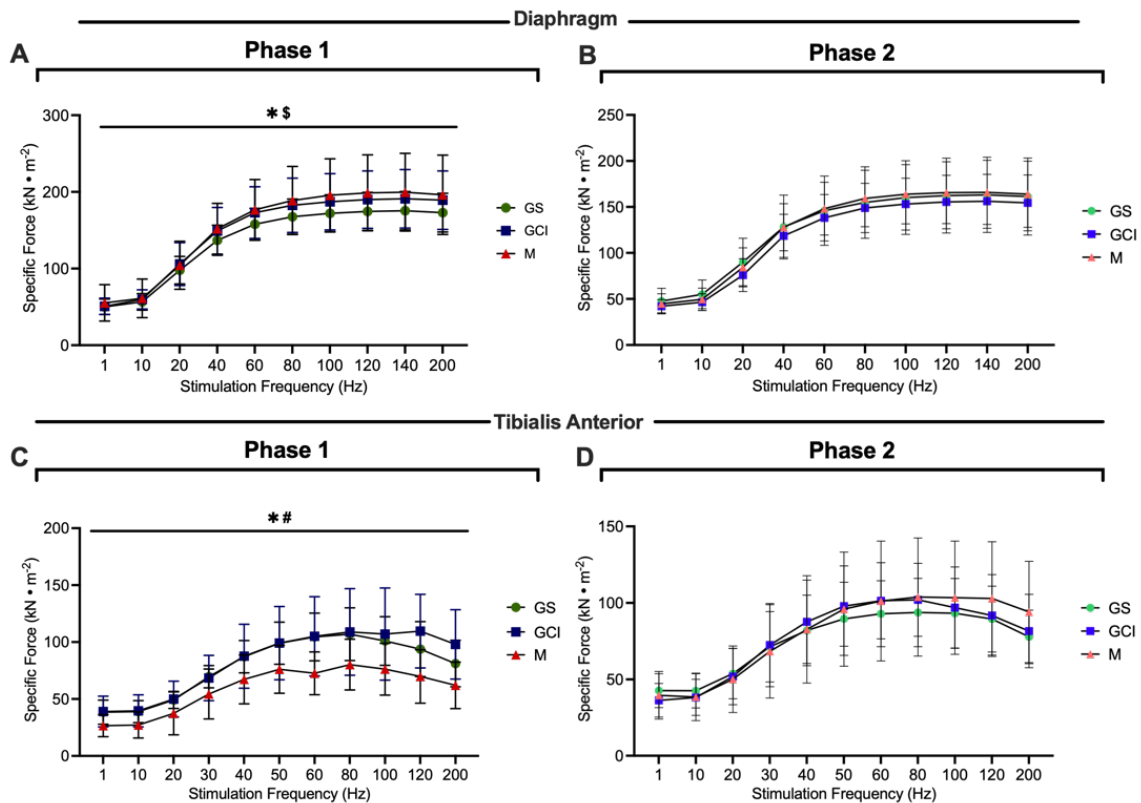 Diaphragm
A
Phase 1
B
Phase 2
300
200
100
0
Specific Force (kN • m-2)
* $
1 10 20 40 60 80 100 120 140 200
Stimulation Frequency (Hz)
GS
GCI
M
250
200
150
100
50
0
Specific Force (kN • m-2)
1 10 20 40 60 80 100 120 140 200
Stimulation Frequency (Hz)
GS
GCI
M
Tibialis Anterior
C
Phase 1
D
Phase 2
200
150
100
50
0
Specific Force (kN • m-2)
* #
1 10 20 30 40 50 60 80 100 120 200
Stimulation Frequency (Hz)
GS
GCI
M
150
100
50
0
Specific Force (kN • m-2)
1 10 20 30 40 50 60 80 100 120 200
Stimulation Frequency (Hz)
GS
GCI
M